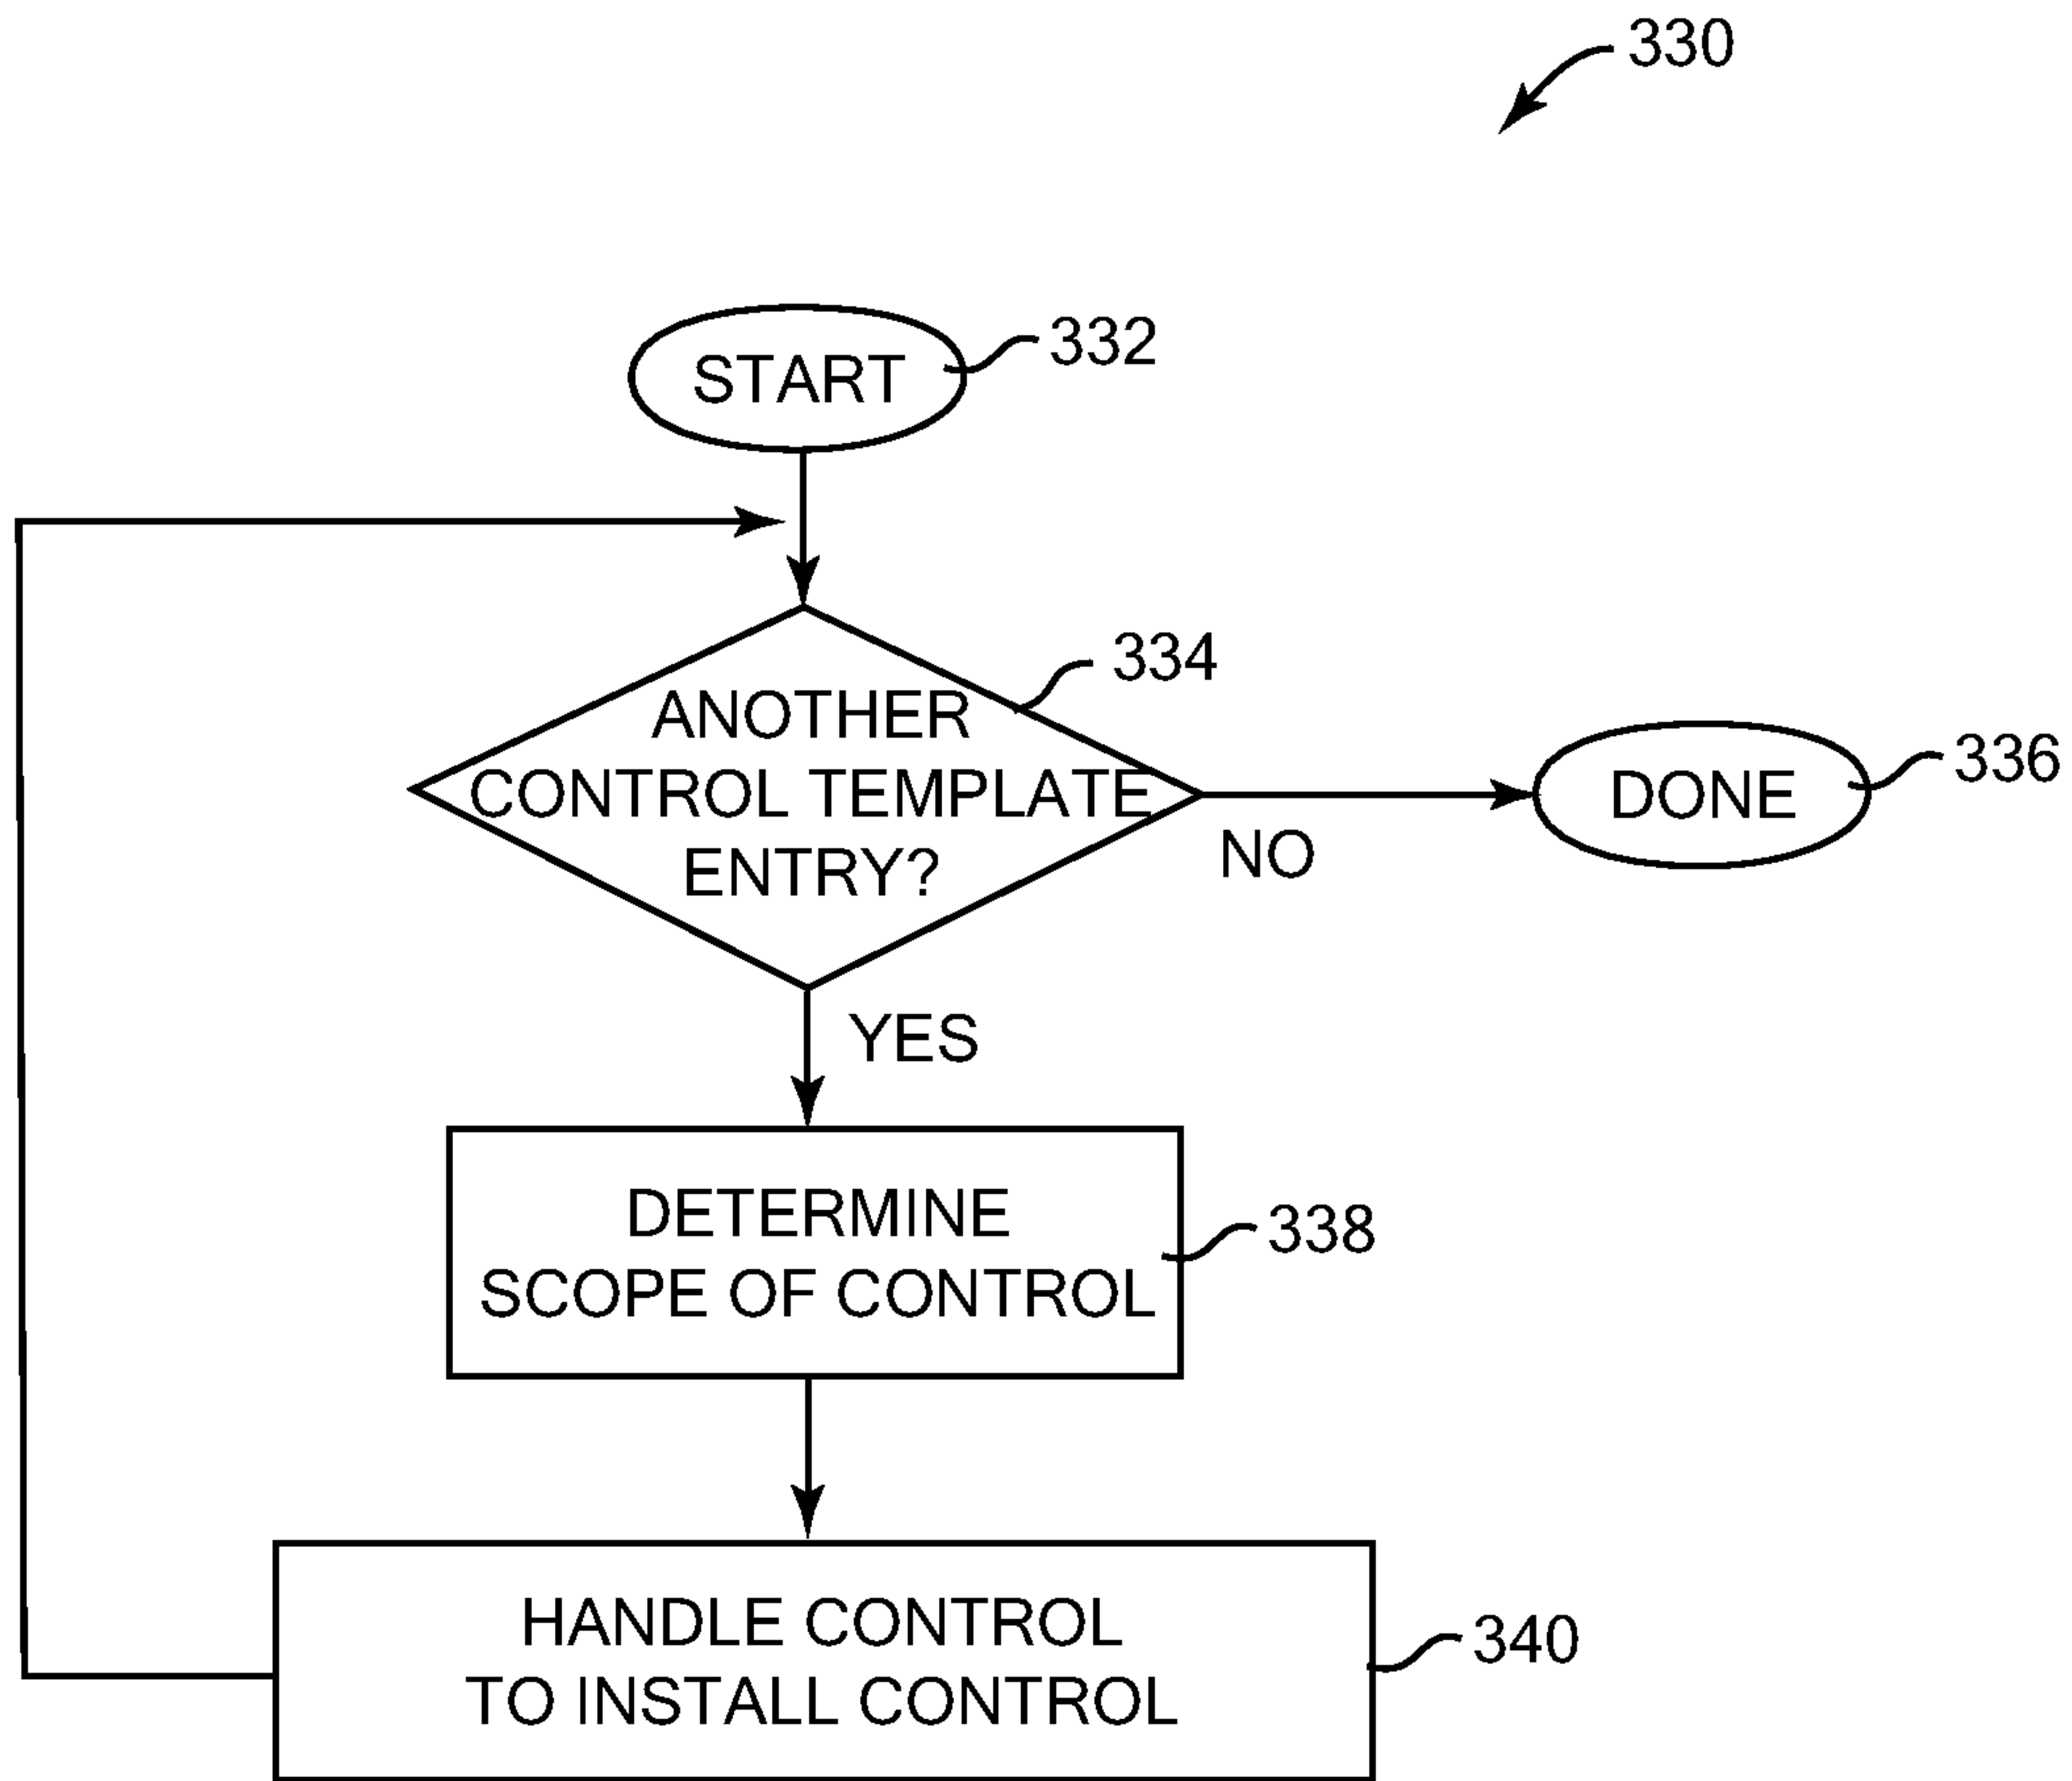 330
START
332
ANOTHER
CONTROL TEMPLATE
ENTRY?
334
NO
DONE
336
YES
DETERMINE
SCOPE OF CONTROL
338
HANDLE CONTROL
TO INSTALL CONTROL
340